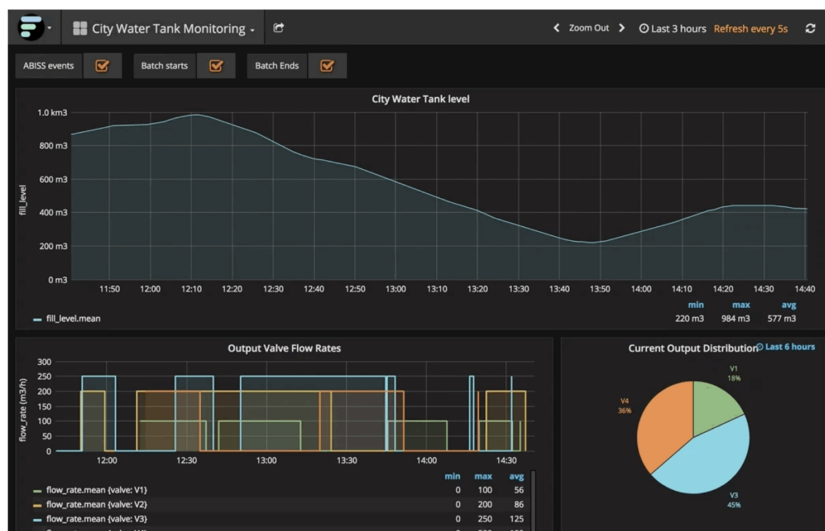 City Water Tank Monitoring
Zoom Out
Last 3 hours
Refresh every 5s
ABISS events
Batch starts
Batch Ends
City Water Tank level
fill_level
1.0 km3
800 m3
600 m3
400 m3
200 m3
0 m3
11:50 12:00 12:10 12:20 12:30 12:40 12:50 13:00 13:10 13:20 13:30 13:40 13:50 14:00 14:10 14:20 14:30 14:40
min max avg
fill_level.mean 220 m3 984 m3 577 m3
Output Valve Flow Rates
flow_rate (m3/h)
300
250
200
150
100
50
0
12:00 12:30 13:00 13:30 14:00 14:30
min max avg
flow_rate.mean {valve: V1} 0 100 56
flow_rate.mean {valve: V2} 0 200 86
flow_rate.mean {valve: V3} 0 250 125
Current Output Distribution
Last 6 hours
V1
18%
V4
36%
V3
45%